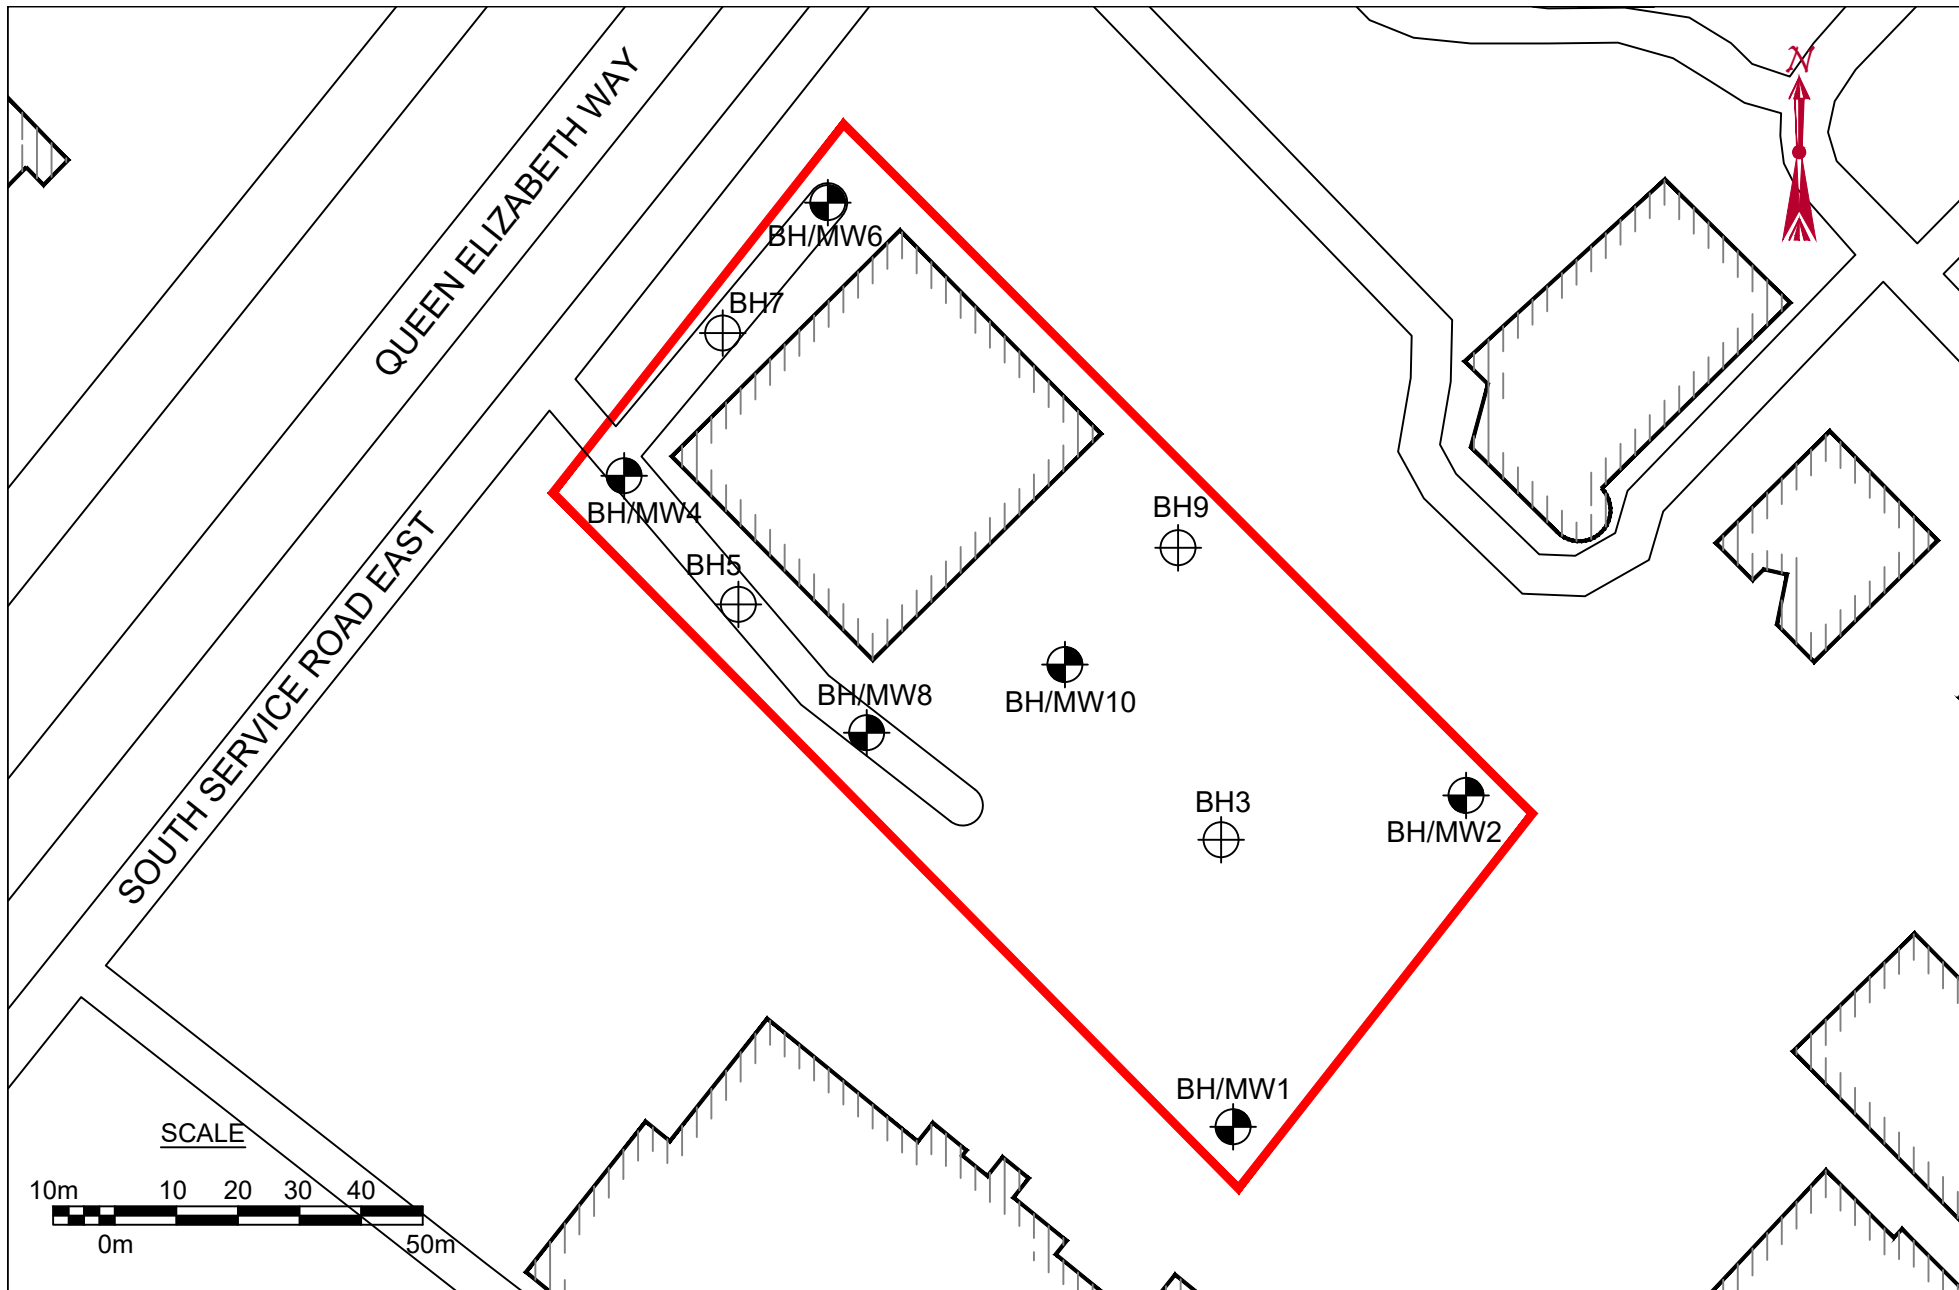 N
QUEEN ELIZABETH WAY
BH/MW6
BH7
BH/MW4
BH9
BH5
BH/MW10
BH/MW8
BH3
BH/MW2
SOUTH SERVICE ROAD EAST
BH/MW1
SCALE
10m 10 20 30 40
0m 50m